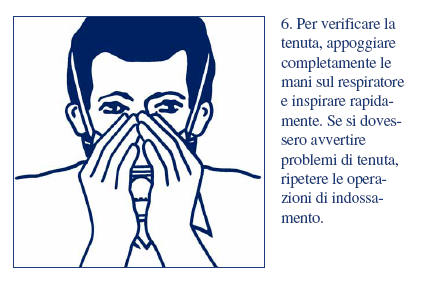 6. Per verificare la
tenuta, appoggiare
completamente le
mani sul respiratore
e inspirare rapida-
mente. Se si doves-
sero avvertire
problemi di tenuta,
ripetere le opera-
zioni di indossa-
mento.